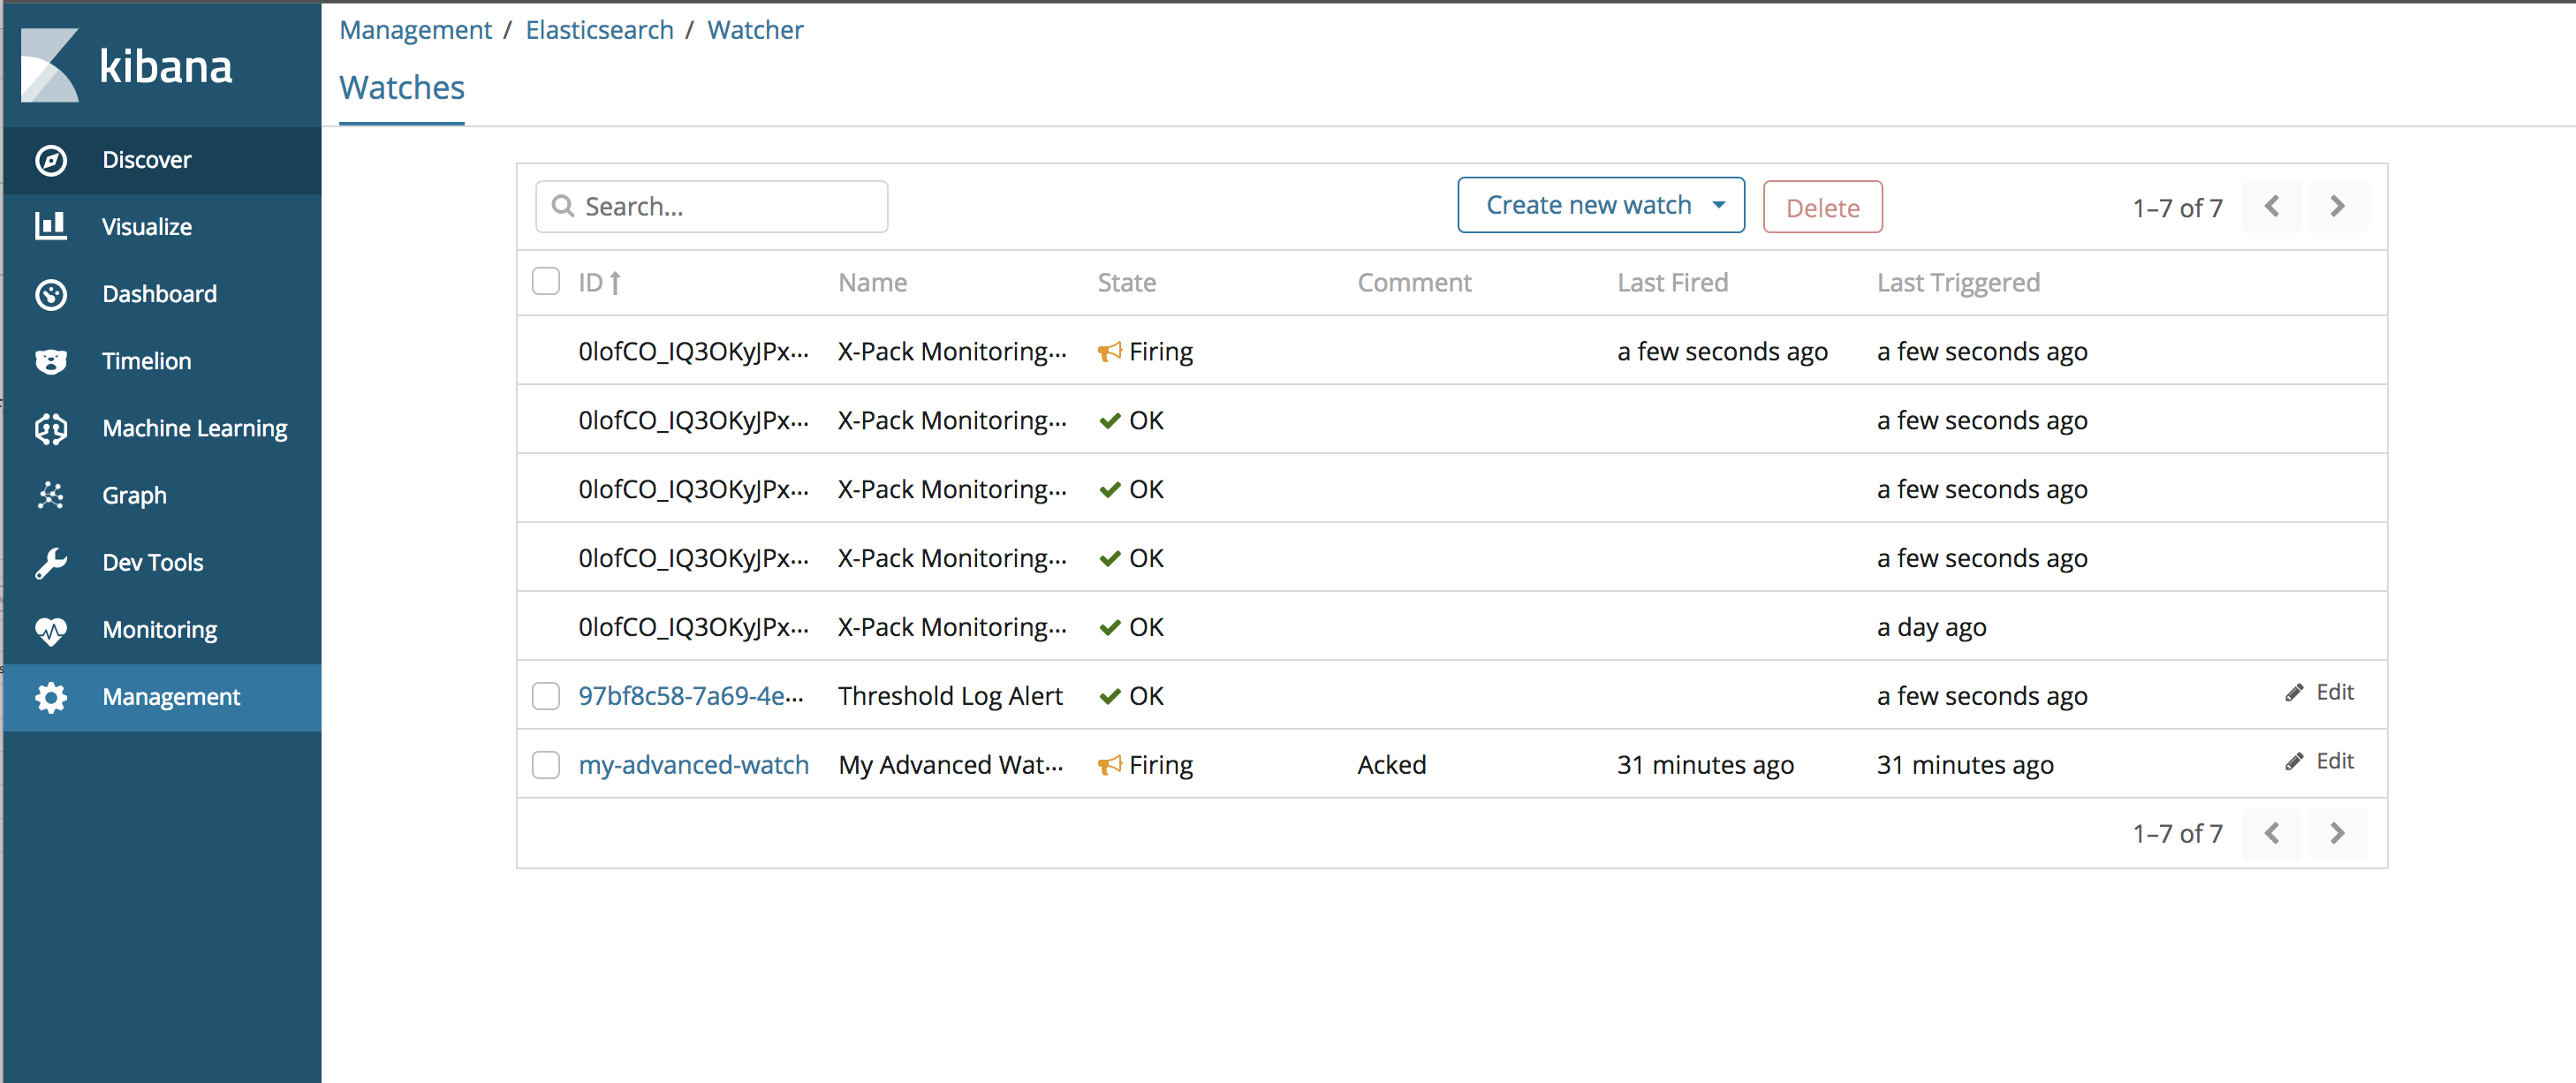 Management / Elasticsearch / Watcher
kibana
Watches
Discover
Visualize
Dashboard
Timelion
Machine Learning
Graph
Dev Tools
Monitoring
Management
Search... Create new watch Delete 1–7 of 7
ID Name State Comment Last Fired Last Triggered
0lofCO_IQ3OKyJPx... X-Pack Monitoring... Firing a few seconds ago a few seconds ago
0lofCO_IQ3OKyJPx... X-Pack Monitoring... OK a few seconds ago
0lofCO_IQ3OKyJPx... X-Pack Monitoring... OK a few seconds ago
0lofCO_IQ3OKyJPx... X-Pack Monitoring... OK a few seconds ago
0lofCO_IQ3OKyJPx... X-Pack Monitoring... OK a day ago
97bf8c58-7a69-4e... Threshold Log Alert OK a few seconds ago Edit
my-advanced-watch My Advanced Wat... Firing Acked 31 minutes ago 31 minutes ago Edit
1–7 of 7